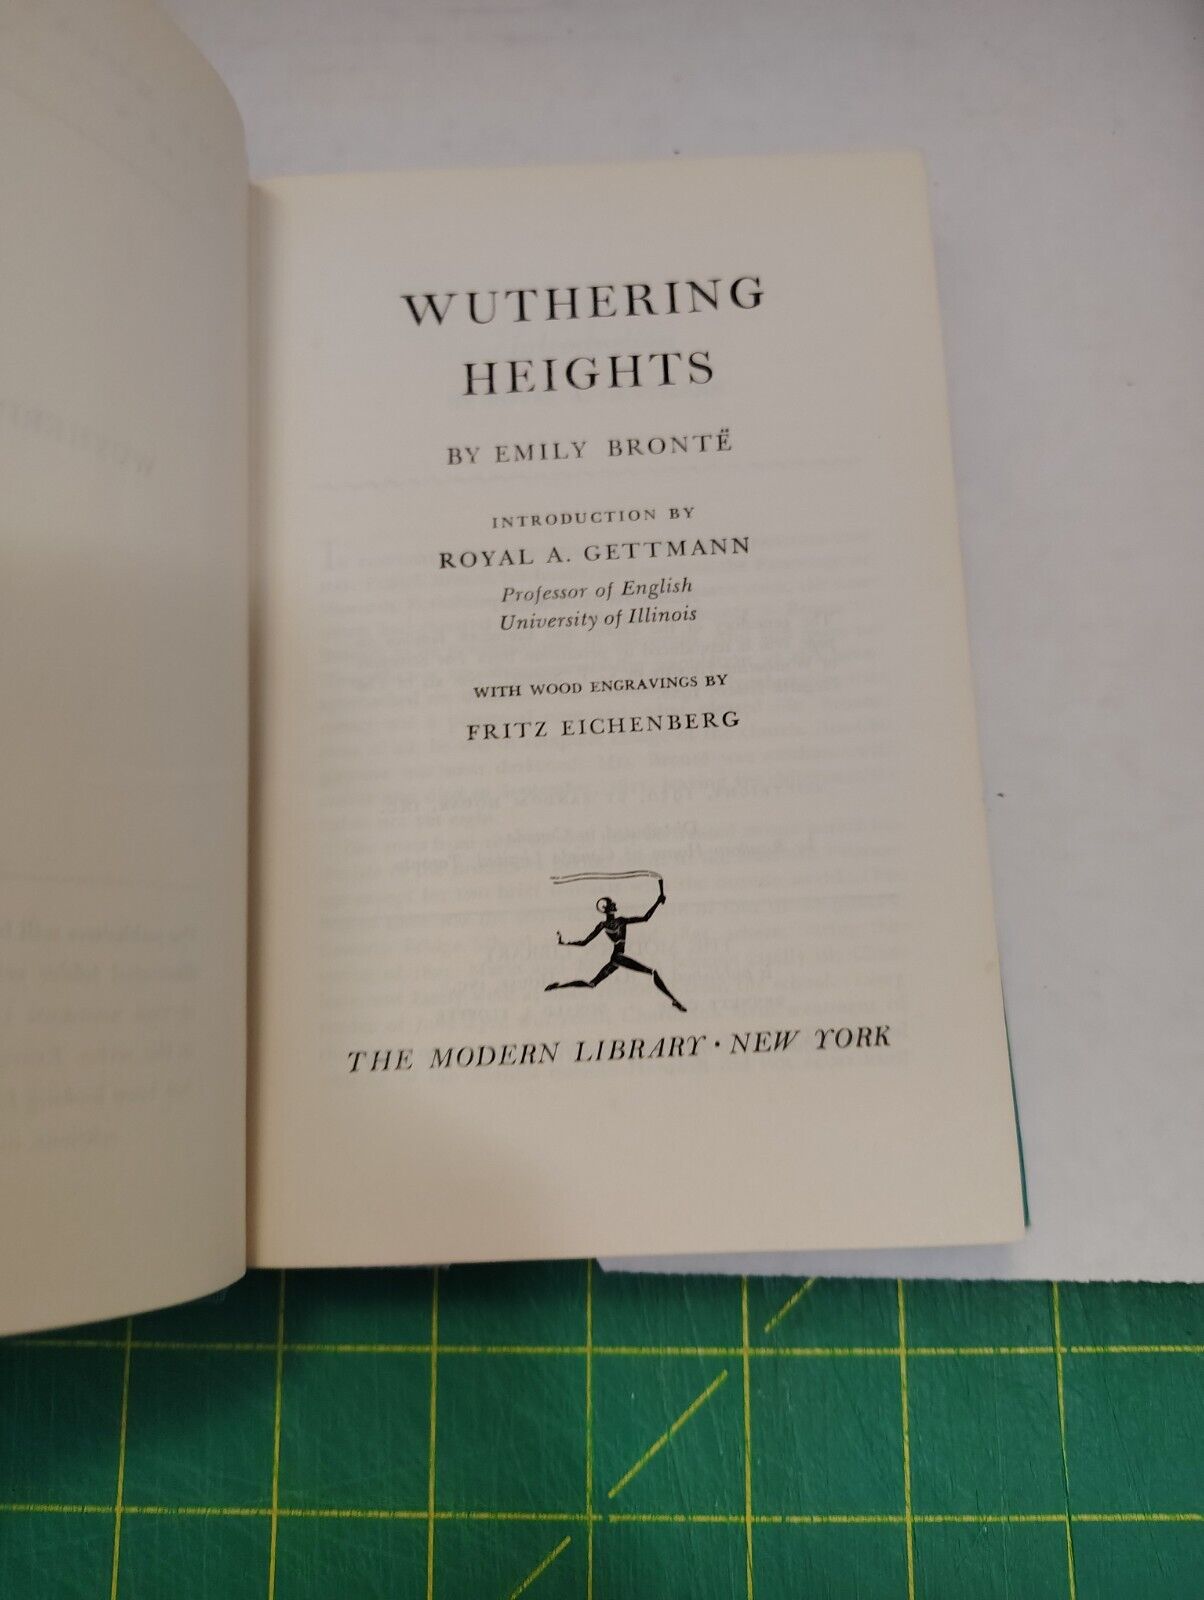 WUTHERING
HEIGHTS
BY EMILY BRONTË
INTRODUCTION BY
ROYAL A. GETTMANN
Professor of English
University of Illinois
WITH WOOD ENGRAVINGS BY
FRITZ EICHENBERG
THE MODERN LIBRARY · NEW YORK